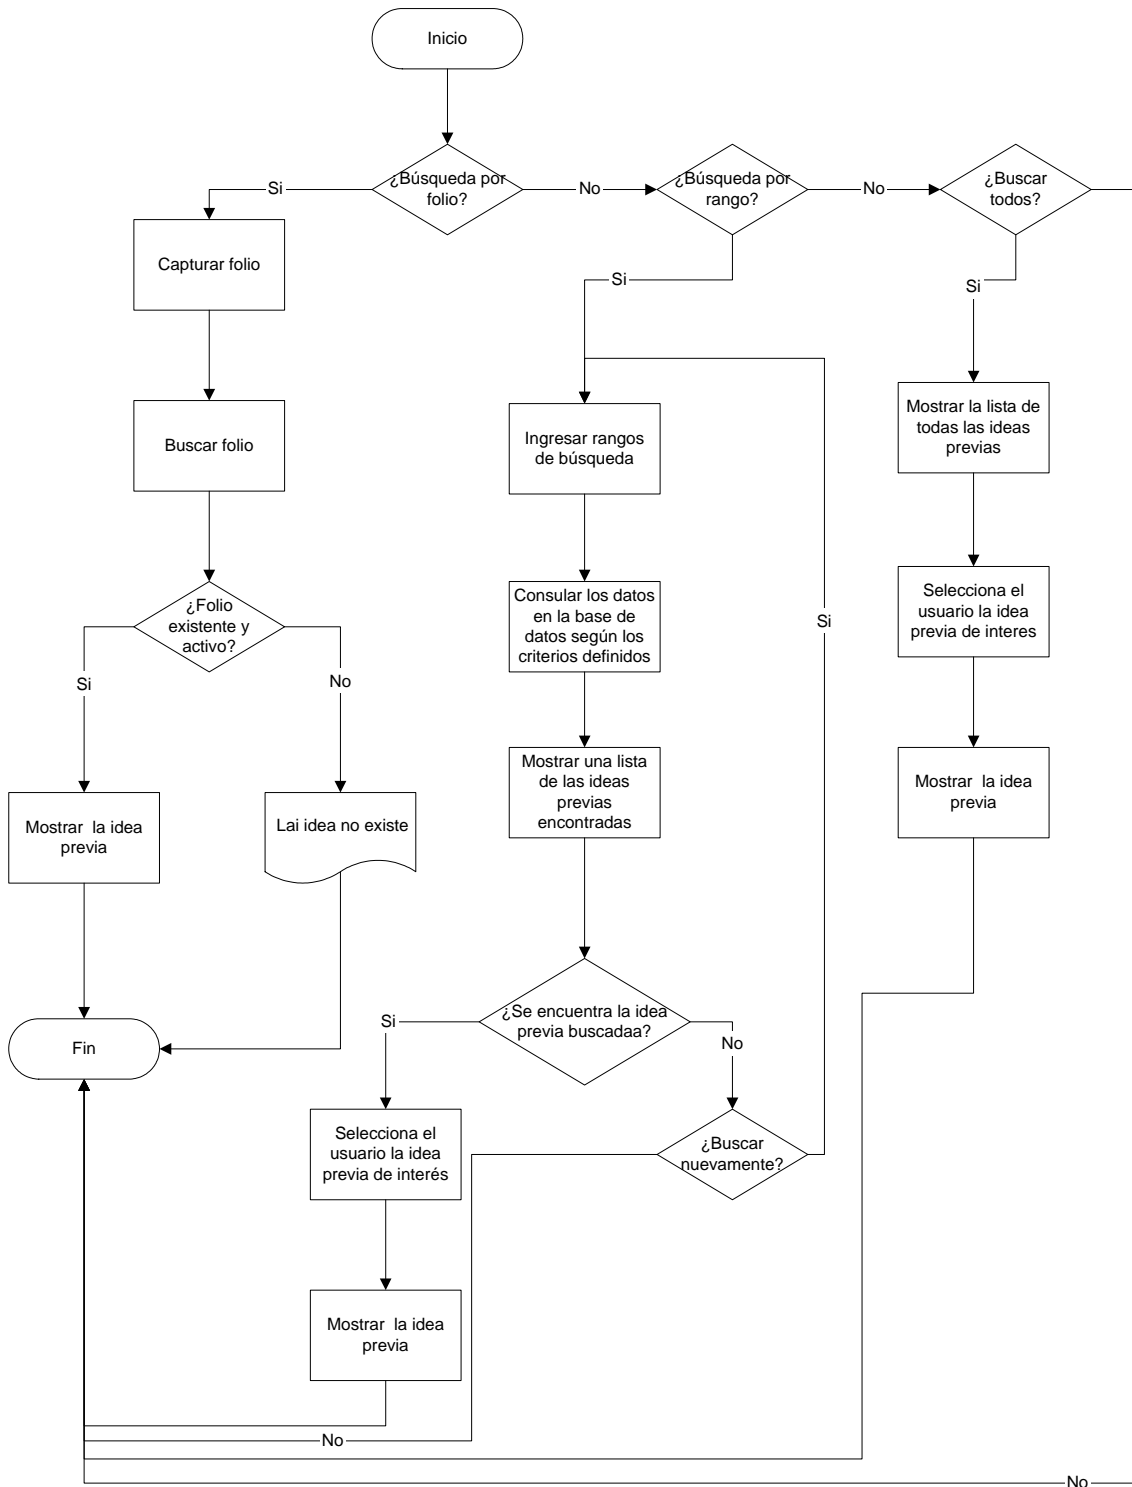 Inicio
¿Búsqueda por
folio?
Si
No
¿Búsqueda por
rango?
No
¿Buscar
todos?
Capturar folio
Si
Si
Buscar folio
Ingresar rangos
de búsqueda
Mostrar la lista de
todas las ideas
previas
¿Folio
existente y
activo?
Si
No
Consular los datos
en la base de
datos según los
criterios definidos
Si
Selecciona el
usuario la idea
previa de interes
Mostrar la idea
previa
Lai idea no existe
Mostrar una lista
de las ideas
previas
encontradas
Mostrar la idea
previa
Fin
Si
¿Se encuentra la idea
previa buscadaa?
No
Selecciona el
usuario la idea
previa de interés
¿Buscar
nuevamente?
Mostrar la idea
previa
No
No